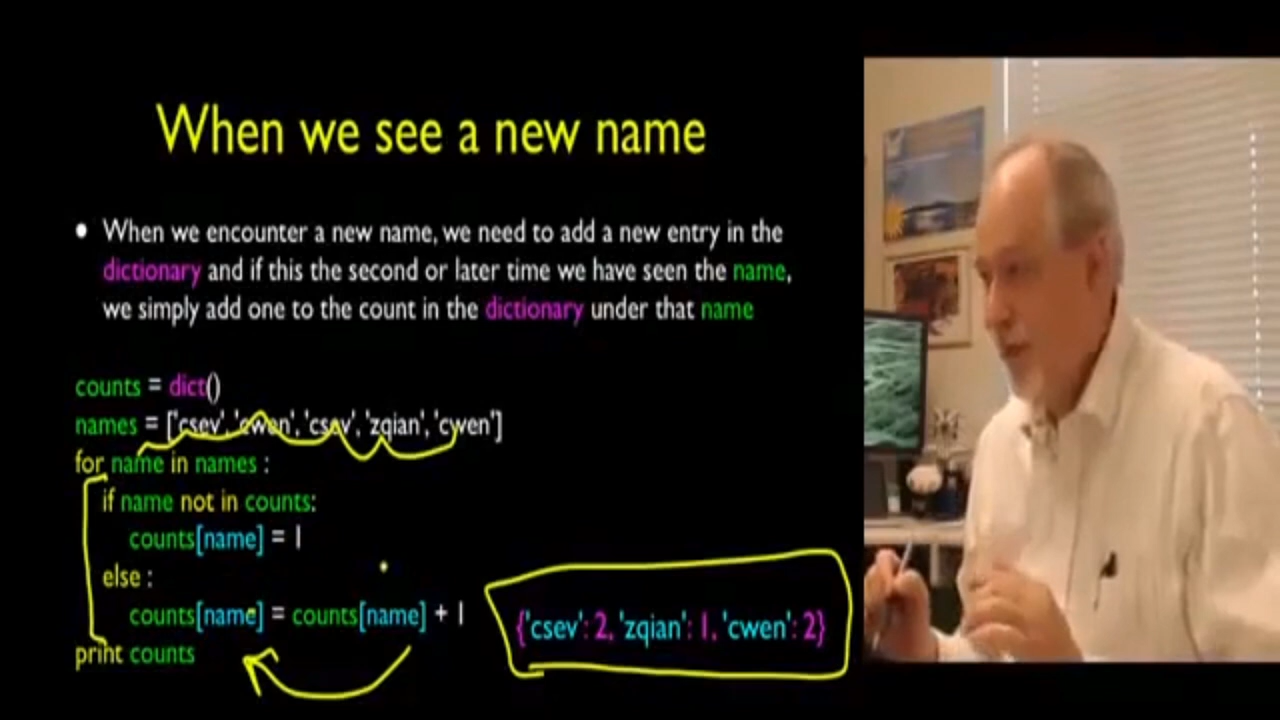 When we see a new name
• When we encounter a new name, we need to add a new entry in the
dictionary and if this the second or later time we have seen the name,
we simply add one to the count in the dictionary under that name
counts = dict()
names = ['csev', 'cwen', 'csev', 'zqian', 'cwen']
for name in names :
if name not in counts:
counts[name] = 1
else :
counts[name] = counts[name] + 1
print counts
{'csev': 2, 'zqian': 1, 'cwen': 2}